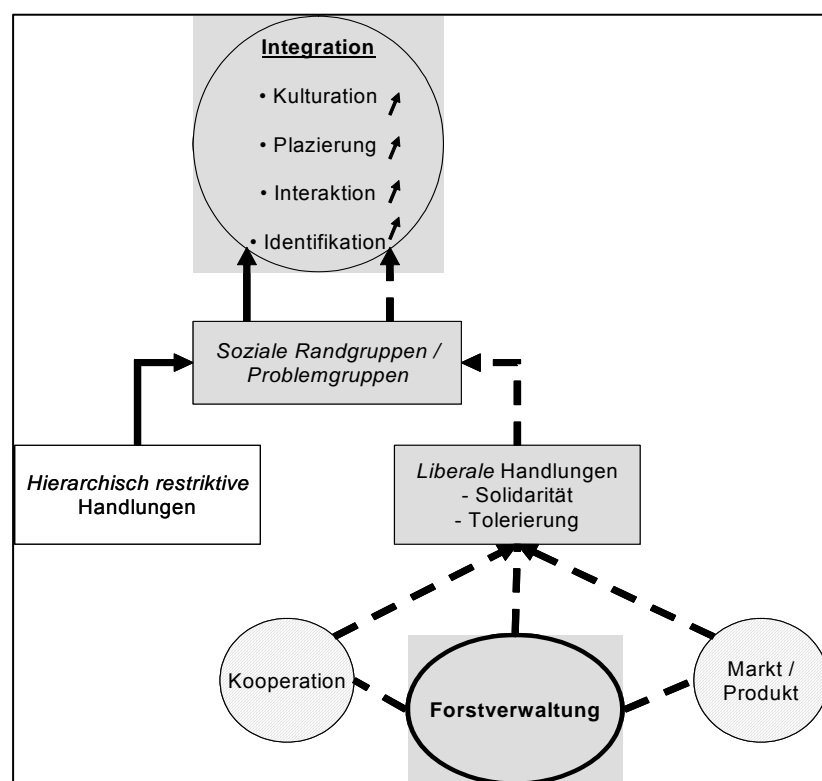 Integration
• Kulturation
• Plazierung
• Interaktion
• Identifikation
Soziale Randgruppen /
Problemgruppen
Hierarchisch restriktive
Handlungen
Liberale Handlungen
- Solidarität
- Tolerierung
Kooperation
Forstverwaltung
Markt /
Produkt